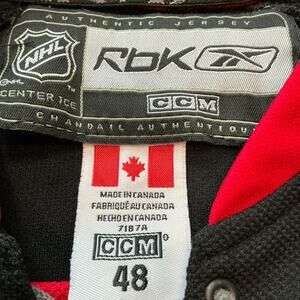 AUTHENTIC JERSEY
NHL
RbK
©NHL
CENTER ICE
CCM
CHANDAIL AUTHENTIQUE
MADE IN CANADA
FABRIQUÉ AU CANADA
HECHO EN CANADA
7187A
CCM®
48